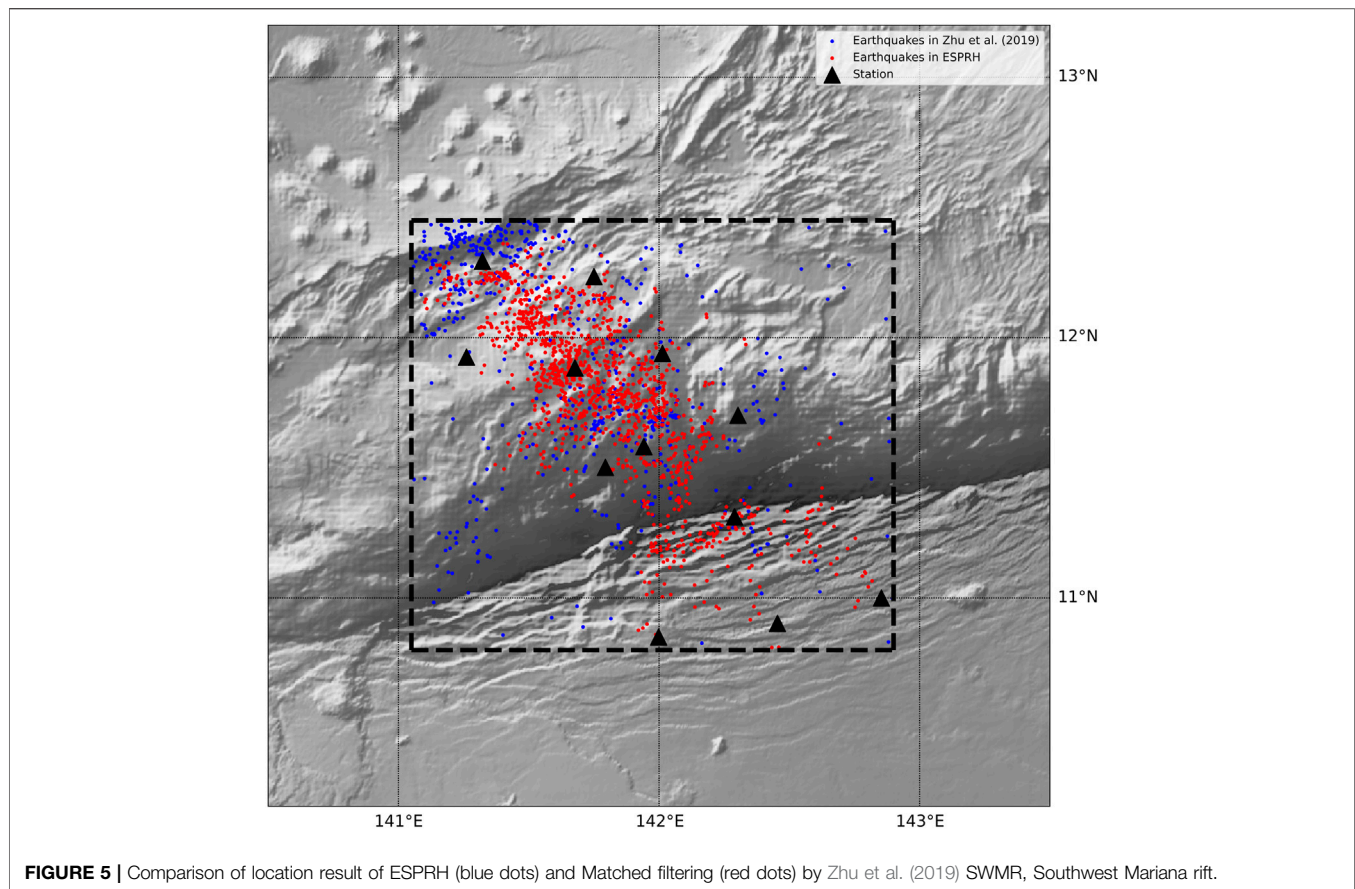 Earthquakes in Zhu et al. (2019)
Earthquakes in ESPRH
Station
13°N
12°N
11°N
141°E
142°E
143°E
FIGURE 5 | Comparison of location result of ESPRH (blue dots) and Matched filtering (red dots) by Zhu et al. (2019) SWMR, Southwest Mariana rift.